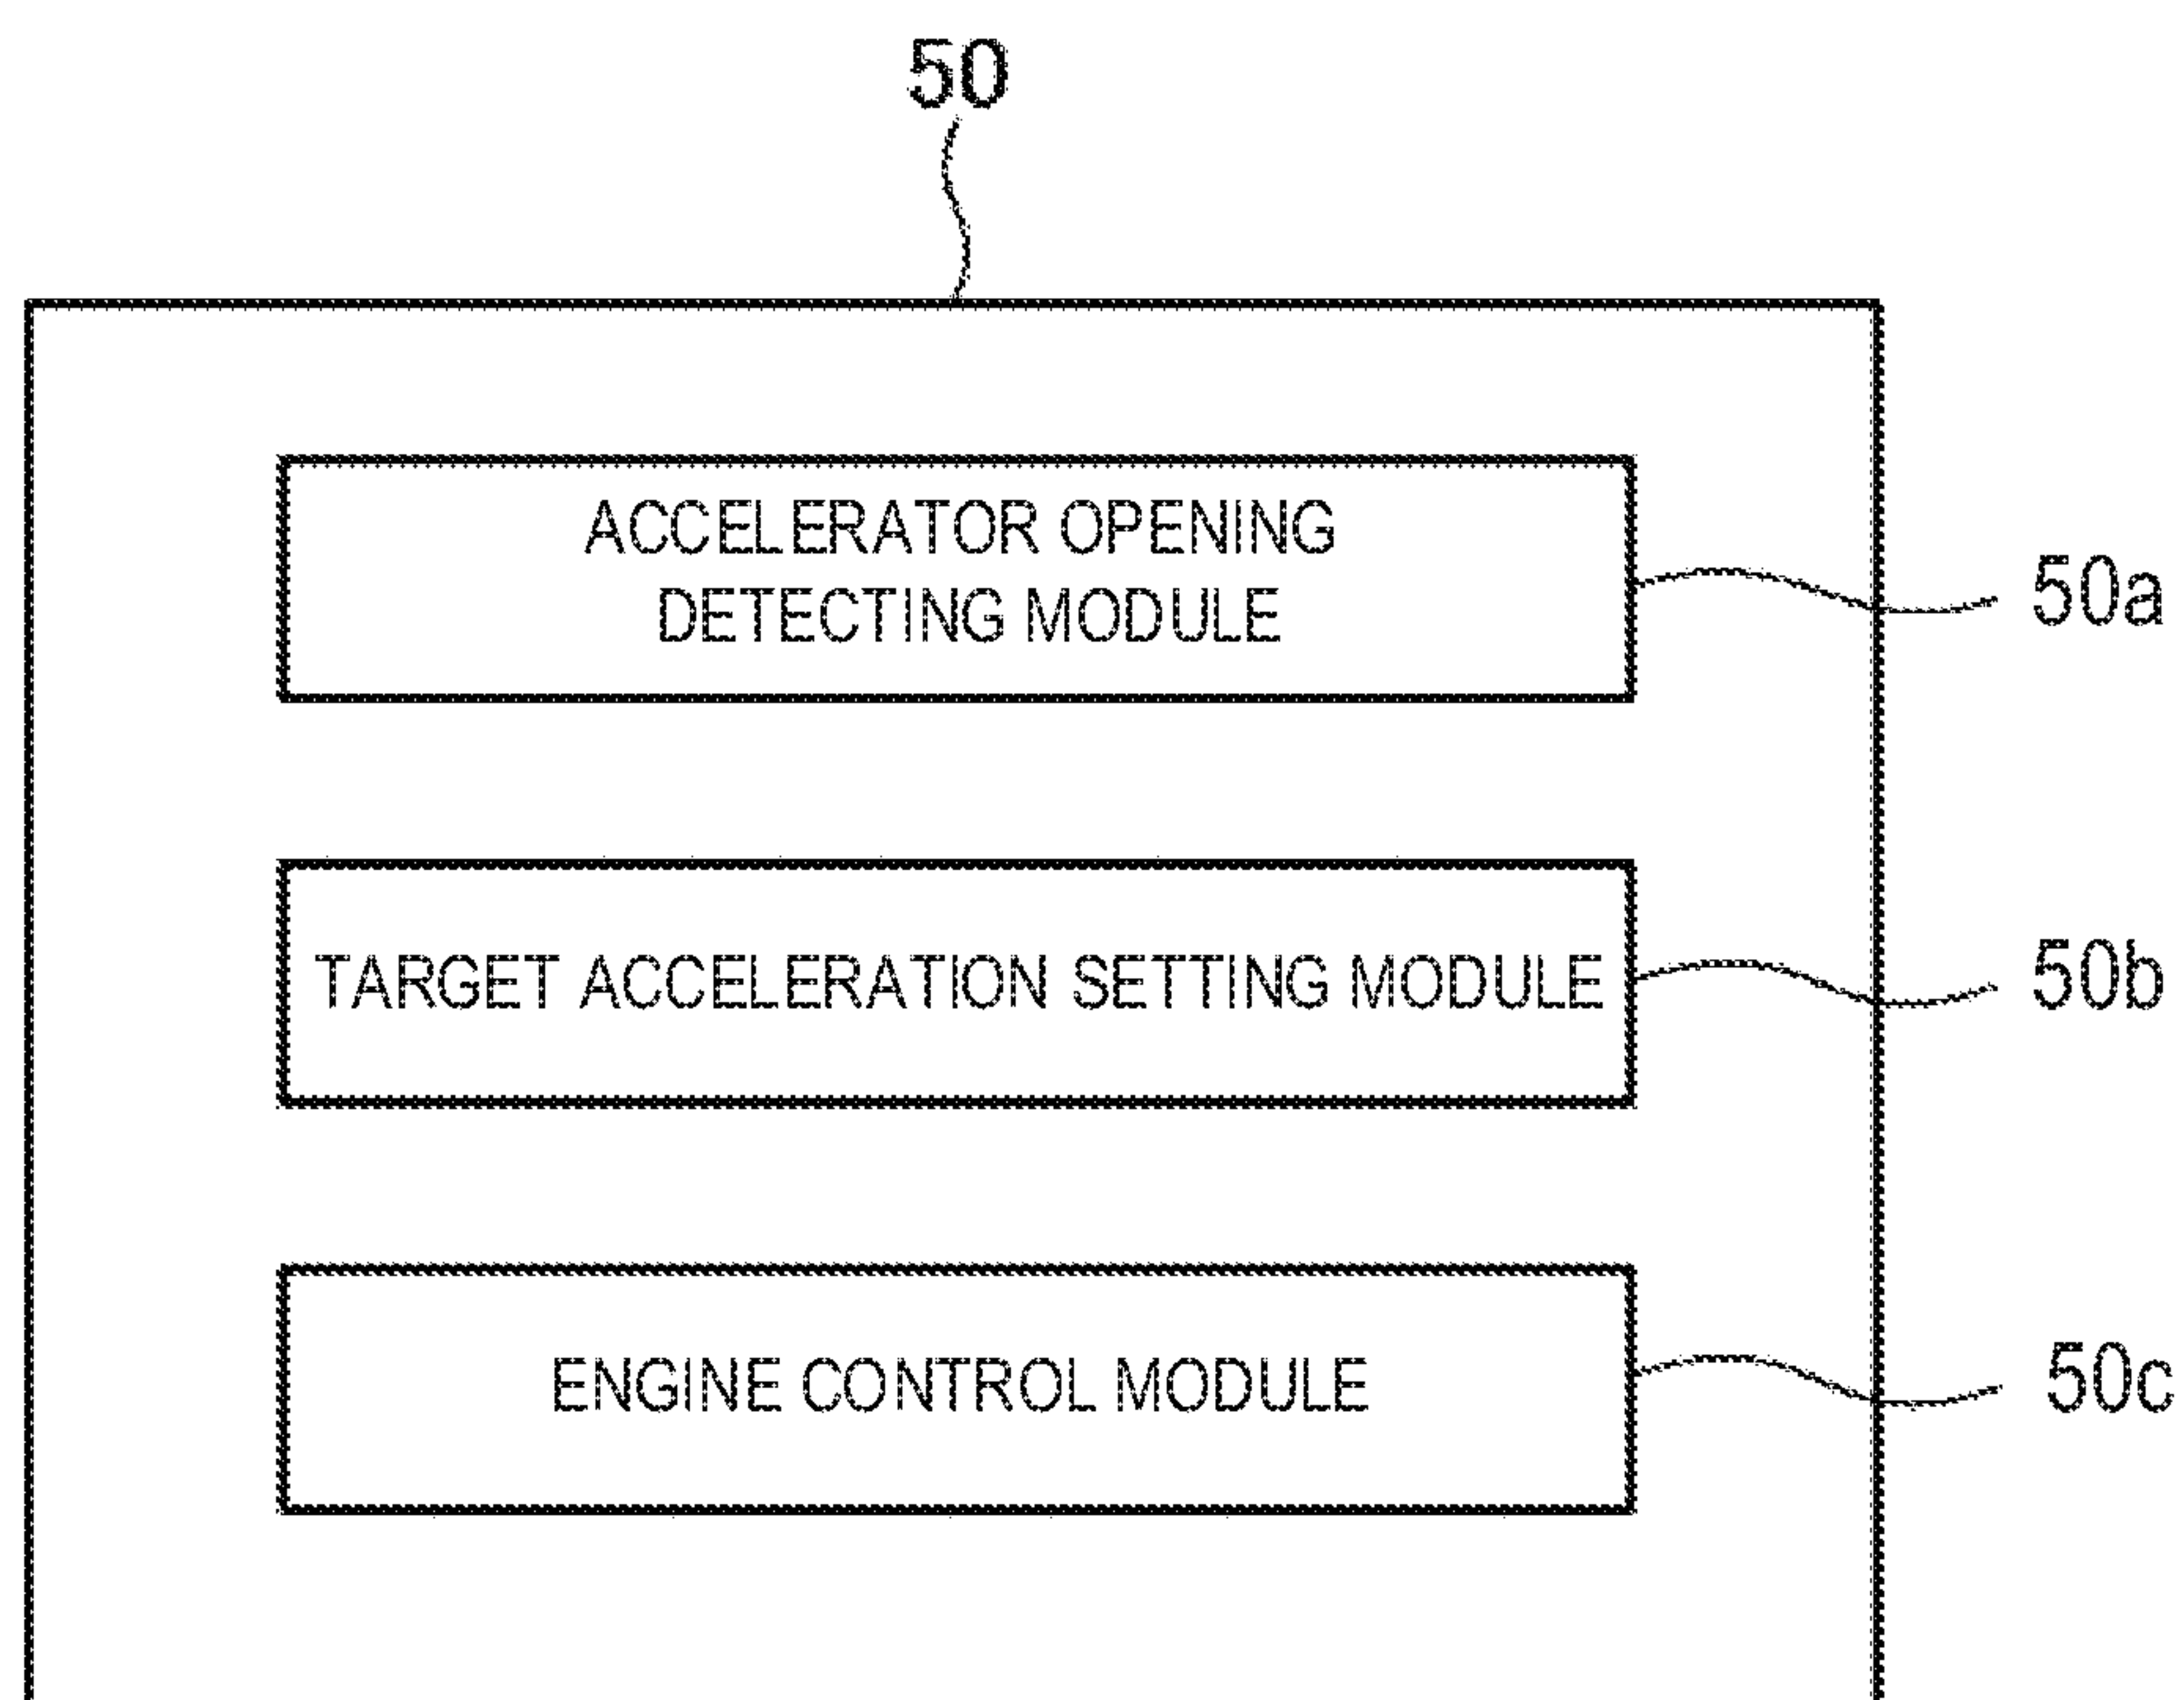 50
ACCELERATOR OPENING
DETECTING MODULE
50a
TARGET ACCELERATION SETTING MODULE
50b
ENGINE CONTROL MODULE
50c